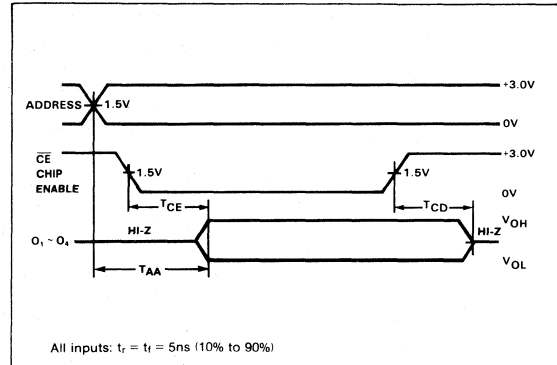 +3.0V
ADDRESS 1.5V
0V
CE +3.0V
CHIP 1.5V 1.5V
ENABLE 0V
TCE TCD
VOH
O1 ~ O4 HI-Z HI-Z
VOL
TAA
All inputs: tr = tf = 5ns (10% to 90%)